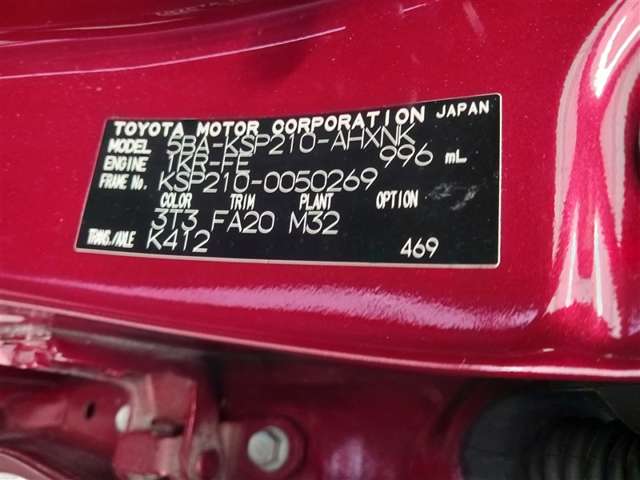 TOYOTA MOTOR CORPORATION JAPAN
MODEL 5BA-KSP210-AHXNK
ENGINE 1KR-FE 996 mL
FRAME No. KSP210-0050269
COLOR TRIM PLANT OPTION
3T3 FA20 M32
TRANS./AXLE K412 469